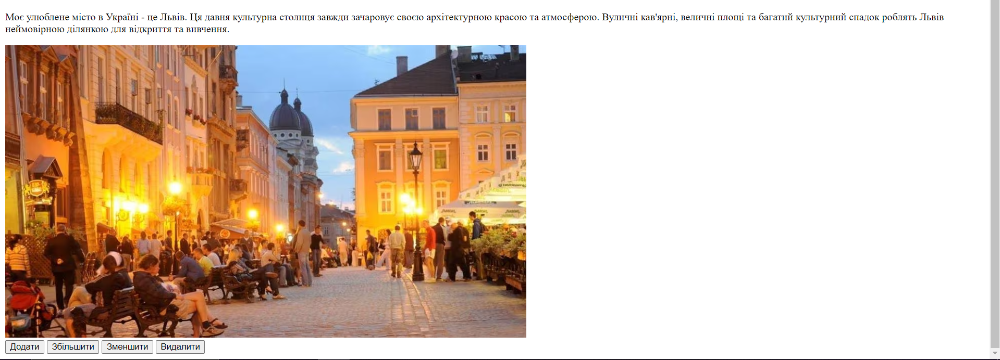 Моє улюблене місто в Україні - це Львів. Ця давня культурна столиця завжди зачаровує своєю архітектурною красою та атмосферою. Вуличні кав'ярні, величні площі та багатий культурний спадок роблять Львів
неймовірною ділянкою для відкриття та вивчення.
Додати Збільшити Зменшити Видалити